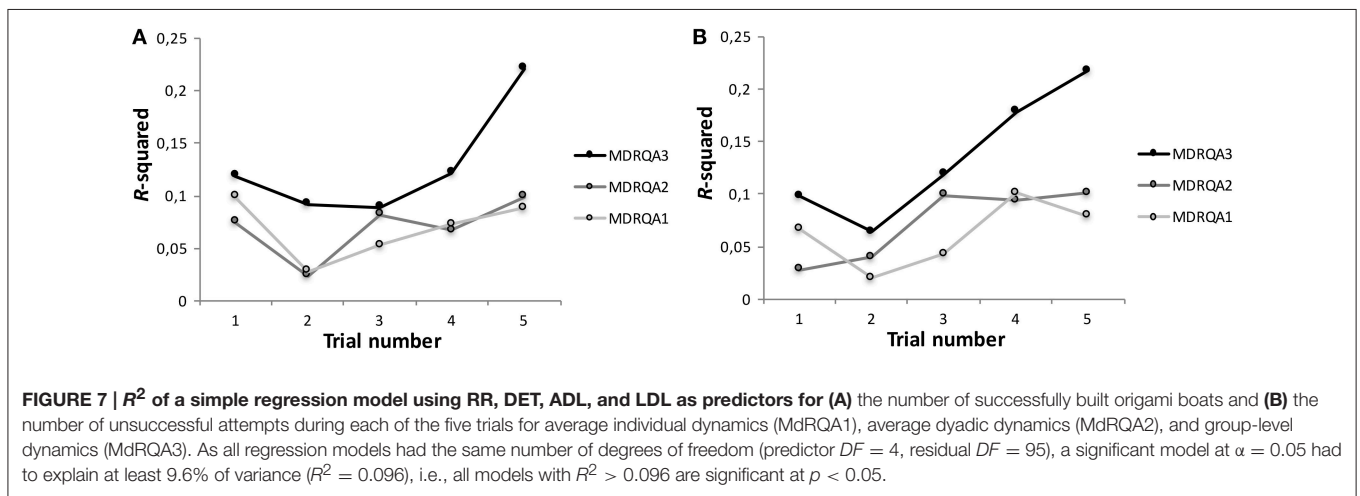 A
0,25
0,2
0,15
0,1
0,05
0
R-squared
1 2 3 4 5
Trial number
MDRQA3
MDRQA2
MDRQA1
B
0,25
0,2
0,15
0,1
0,05
0
R-squared
1 2 3 4 5
Trial number
MDRQA3
MDRQA2
MDRQA1
FIGURE 7 | R² of a simple regression model using RR, DET, ADL, and LDL as predictors for (A) the number of successfully built origami boats and (B) the
number of unsuccessful attempts during each of the five trials for average individual dynamics (MdRQA1), average dyadic dynamics (MdRQA2), and group-level
dynamics (MdRQA3). As all regression models had the same number of degrees of freedom (predictor DF = 4, residual DF = 95), a significant model at α = 0.05 had
to explain at least 9.6% of variance (R² = 0.096), i.e., all models with R² > 0.096 are significant at p < 0.05.